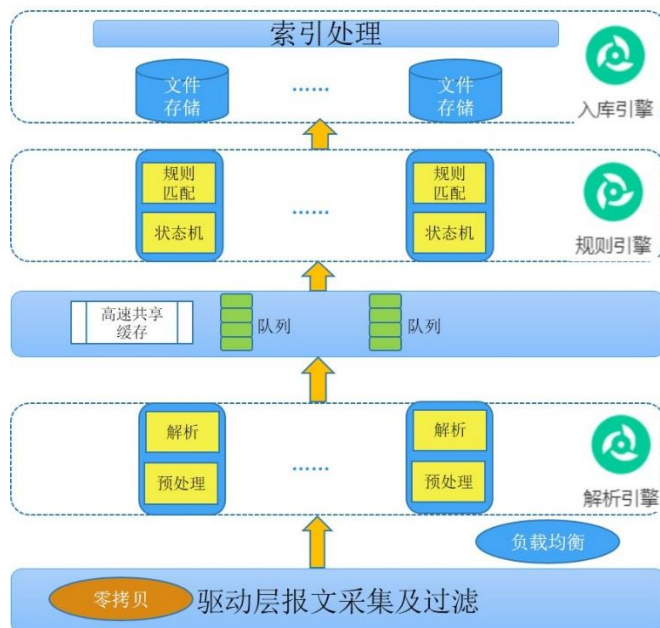 索引处理
文件
存储
……
文件
存储
入库引擎
规则
匹配
状态机
……
规则
匹配
状态机
规则引擎
高速共享
缓存
队列
队列
解析
预处理
……
解析
预处理
解析引擎
负载均衡
零拷贝
驱动层报文采集及过滤